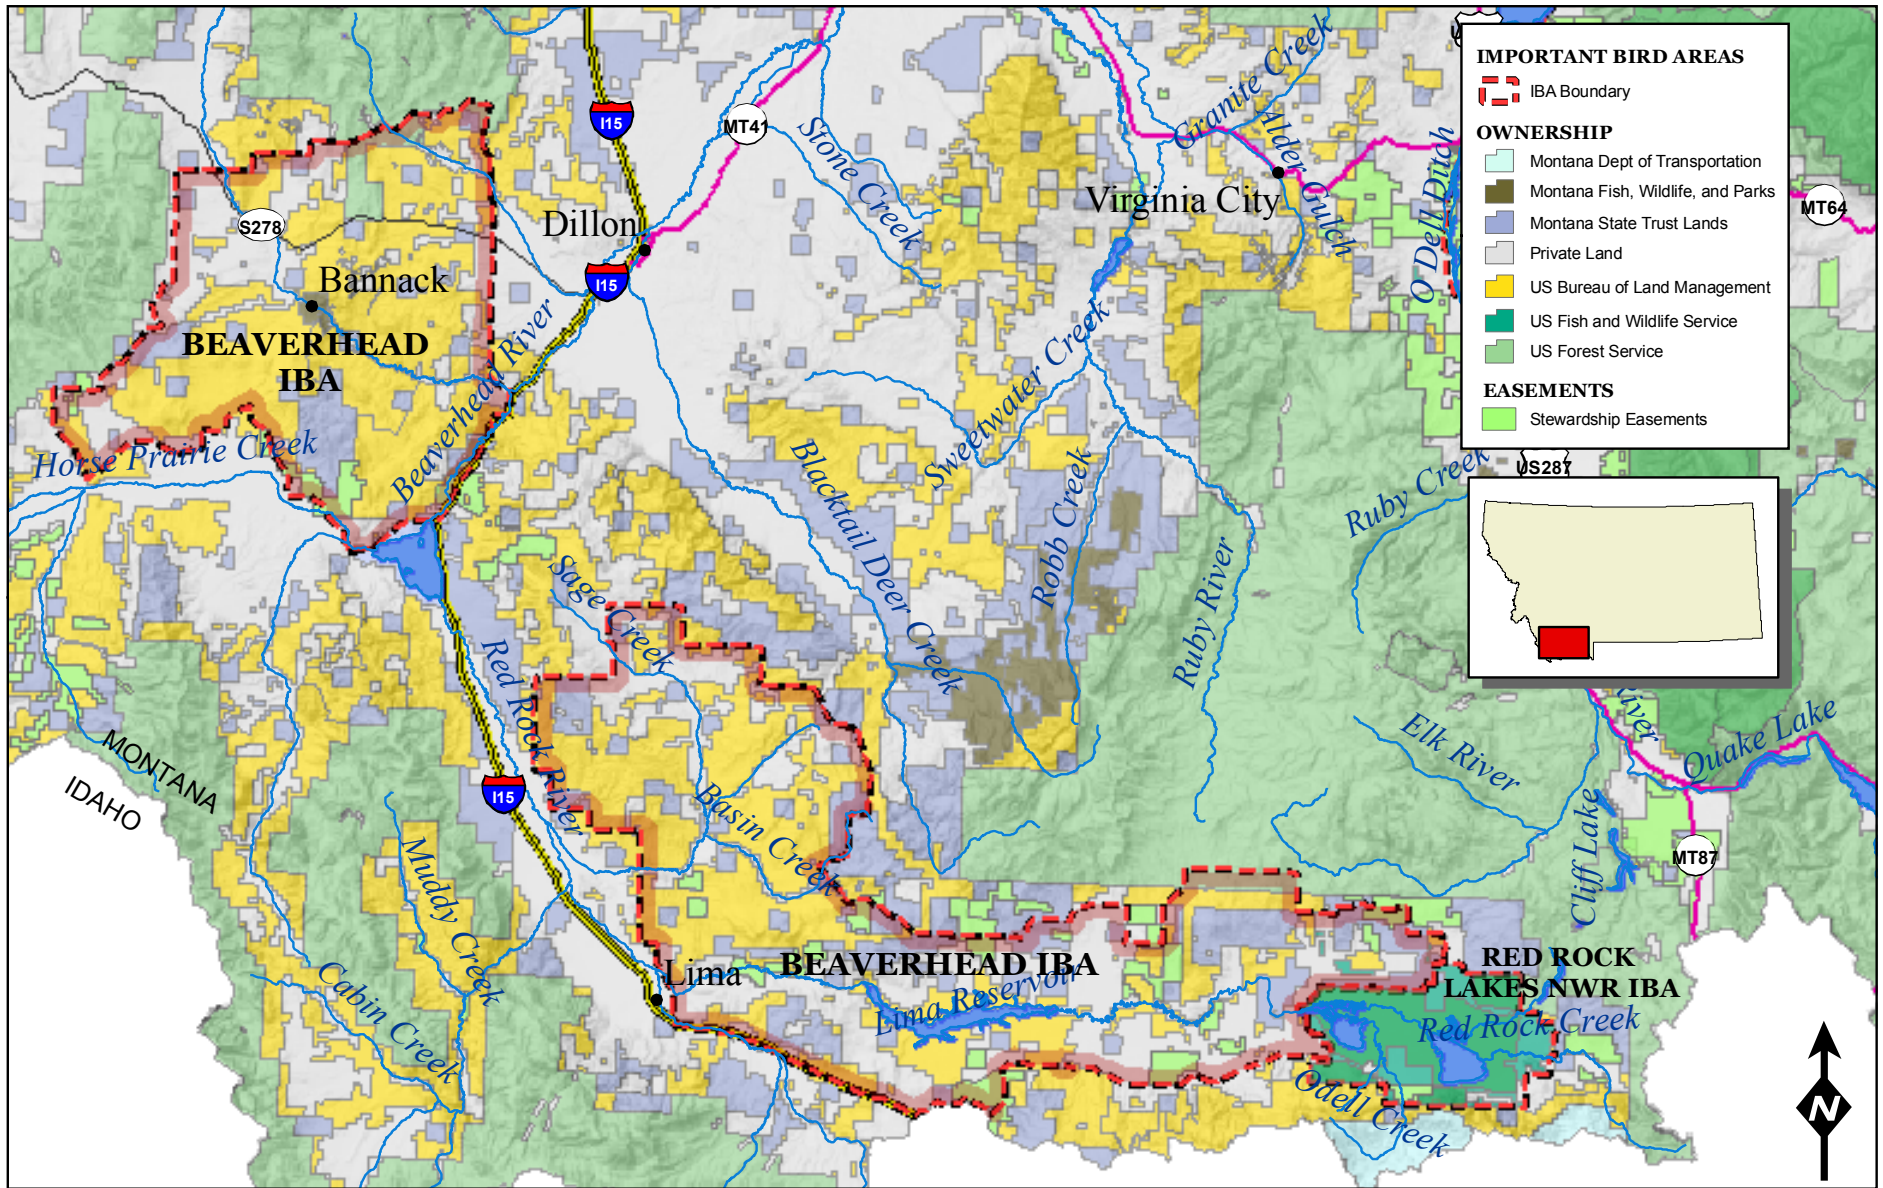 IMPORTANT BIRD AREAS
IBA Boundary
OWNERSHIP
Montana Dept of Transportation
Montana Fish, Wildlife, and Parks
Montana State Trust Lands
Private Land
US Bureau of Land Management
US Fish and Wildlife Service
US Forest Service
EASEMENTS
Stewardship Easements
I15
MT41
Stone Creek
Granite Creek
Alder Gulch
Virginia City
O'Dell Ditch
MT64
S278
Dillon
I15
Bannack
BEAVERHEAD
IBA
Beaverhead River
Horse Prairie Creek
Sweetwater Creek
Blacktail Deer Creek
Robb Creek
Ruby River
Ruby Creek
US287
Sage Creek
Red Rock River
River
Elk River
Quake Lake
MONTANA
IDAHO
I15
Basin Creek
Cliff Lake
MT87
Muddy Creek
Cabin Creek
Lima
BEAVERHEAD IBA
Lima Reservoir
RED ROCK
LAKES NWR IBA
Red Rock Creek
Odell Creek
N